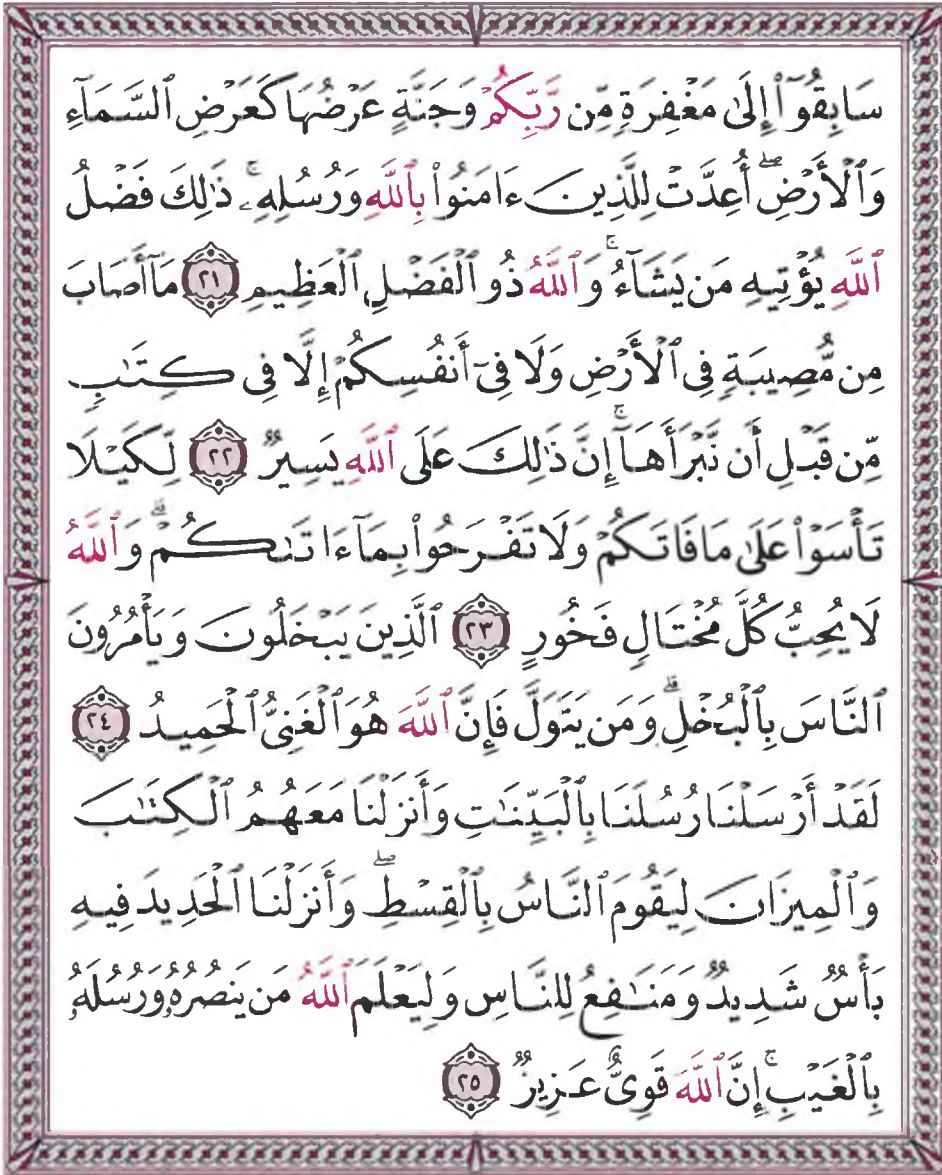 سَابِقُوٓا۟ إِلَىٰ مَغْفِرَةٍ مِّن رَّبِّكُمْ وَجَنَّةٍ عَرْضُهَا كَعَرْضِ ٱلسَّمَآءِ
وَٱلْأَرْضِ أُعِدَّتْ لِلَّذِينَ ءَامَنُوا۟ بِٱللَّهِ وَرُسُلِهِۦ ۚ ذَٰلِكَ فَضْلُ
ٱللَّهِ يُؤْتِيهِ مَن يَشَآءُ ۚ وَٱللَّهُ ذُو ٱلْفَضْلِ ٱلْعَظِيمِ ٢١ مَآ أَصَابَ
مِن مُّصِيبَةٍ فِى ٱلْأَرْضِ وَلَا فِىٓ أَنفُسِكُمْ إِلَّا فِى كِتَٰبٍ
مِّن قَبْلِ أَن نَّبْرَأَهَآ ۚ إِنَّ ذَٰلِكَ عَلَى ٱللَّهِ يَسِيرٌ ٢٢ لِّكَيْلَا
تَأْسَوْا۟ عَلَىٰ مَا فَاتَكُمْ وَلَا تَفْرَحُوا۟ بِمَآ ءَاتَىٰكُمْ ۗ وَٱللَّهُ
لَا يُحِبُّ كُلَّ مُخْتَالٍ فَخُورٍ ٢٣ ٱلَّذِينَ يَبْخَلُونَ وَيَأْمُرُونَ
ٱلنَّاسَ بِٱلْبُخْلِ ۗ وَمَن يَتَوَلَّ فَإِنَّ ٱللَّهَ هُوَ ٱلْغَنِىُّ ٱلْحَمِيدُ ٢٤
لَقَدْ أَرْسَلْنَا رُسُلَنَا بِٱلْبَيِّنَٰتِ وَأَنزَلْنَا مَعَهُمُ ٱلْكِتَٰبَ
وَٱلْمِيزَانَ لِيَقُومَ ٱلنَّاسُ بِٱلْقِسْطِ ۖ وَأَنزَلْنَا ٱلْحَدِيدَ فِيهِ
بَأْسٌ شَدِيدٌ وَمَنَٰفِعُ لِلنَّاسِ وَلِيَعْلَمَ ٱللَّهُ مَن يَنصُرُهُۥ وَرُسُلَهُۥ
بِٱلْغَيْبِ ۚ إِنَّ ٱللَّهَ قَوِىٌّ عَزِيزٌ ٢٥